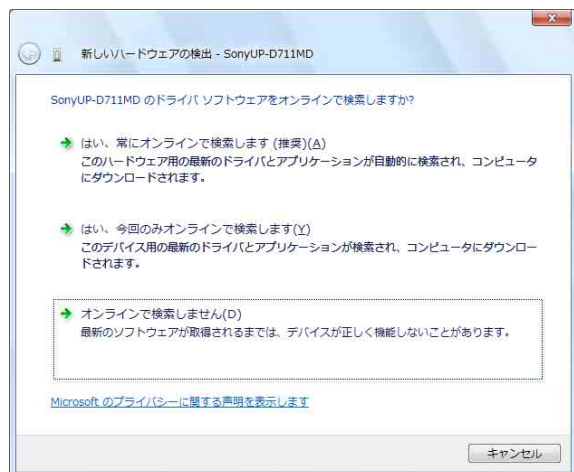 新しいハードウェアの検出 - SonyUP-D711MD
SonyUP-D711MD のドライバ ソフトウェアをオンラインで検索しますか?
はい、常にオンラインで検索します (推奨)(A)
このハードウェア用の最新のドライバとアプリケーションが自動的に検索され、コンピュータ
にダウンロードされます。
はい、今回のみオンラインで検索します(Y)
このデバイス用の最新のドライバとアプリケーションが検索され、コンピュータにダウンロー
ドされます。
オンラインで検索しません(D)
最新のソフトウェアが取得されるまでは、デバイスが正しく機能しないことがあります。
Microsoft のプライバシーに関する声明を表示します
キャンセル